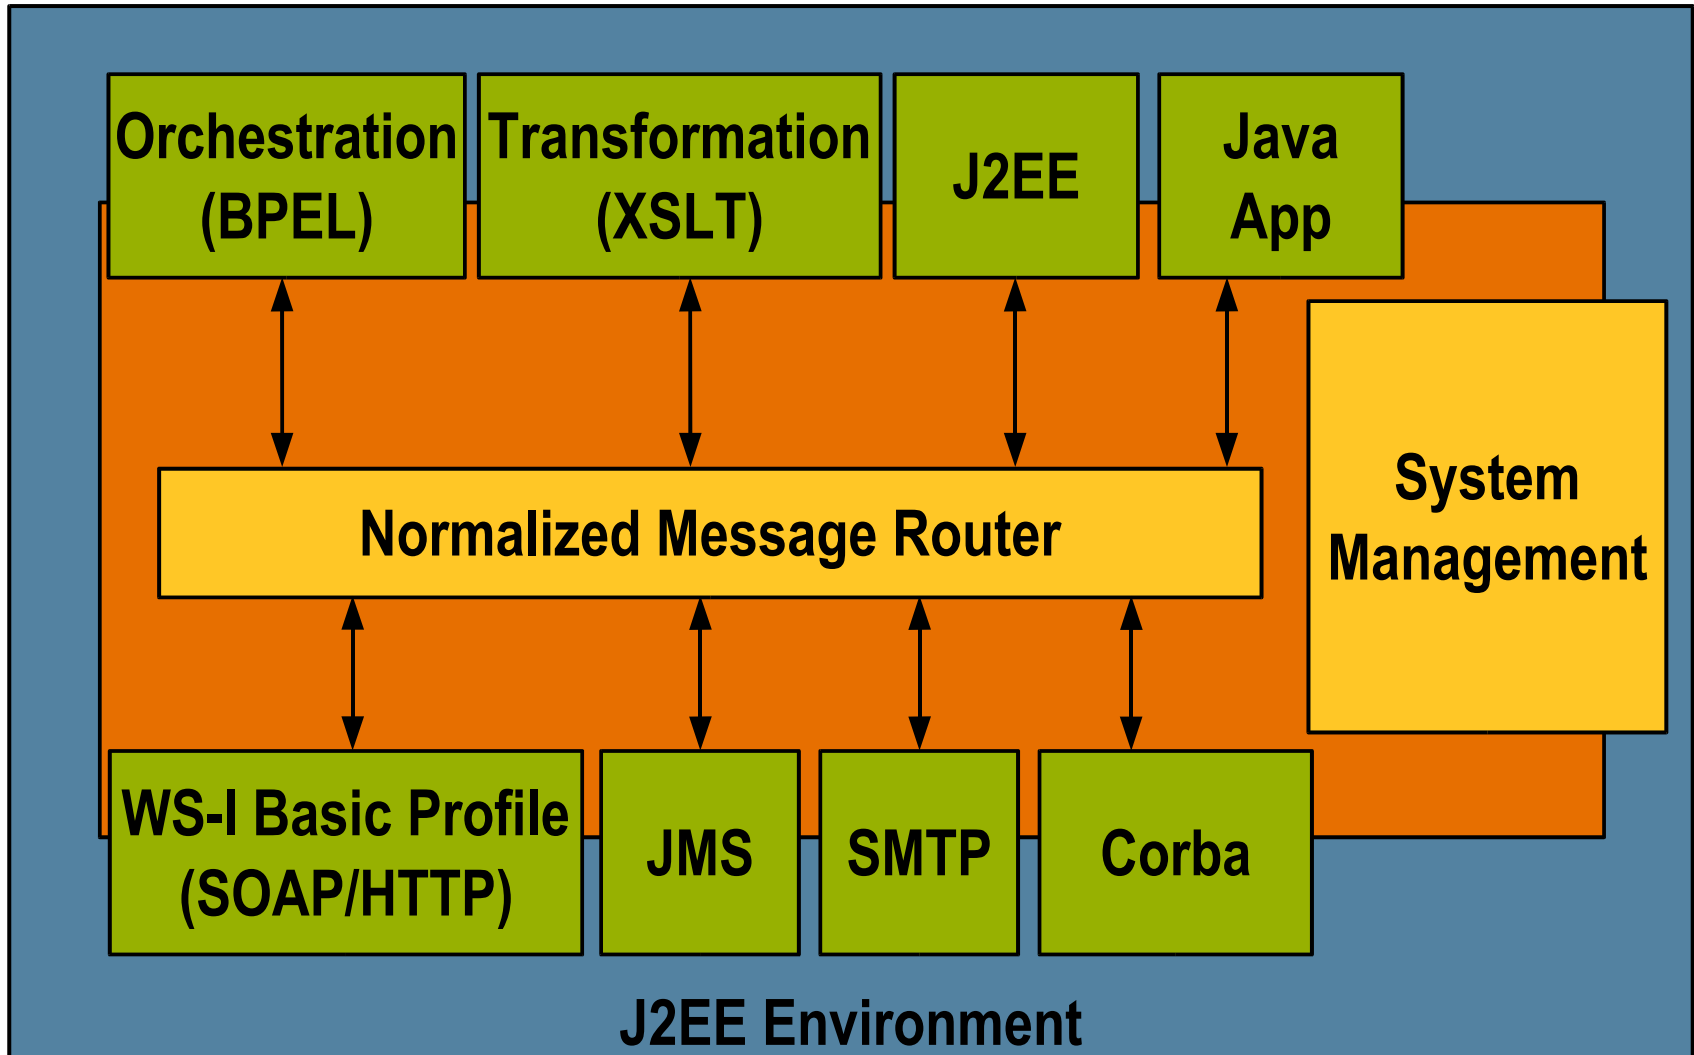 Orchestration
(BPEL)
Transformation
(XSLT)
J2EE
Java
App
System
Management
Normalized Message Router
WS-I Basic Profile
(SOAP/HTTP)
JMS
SMTP
Corba
J2EE Environment